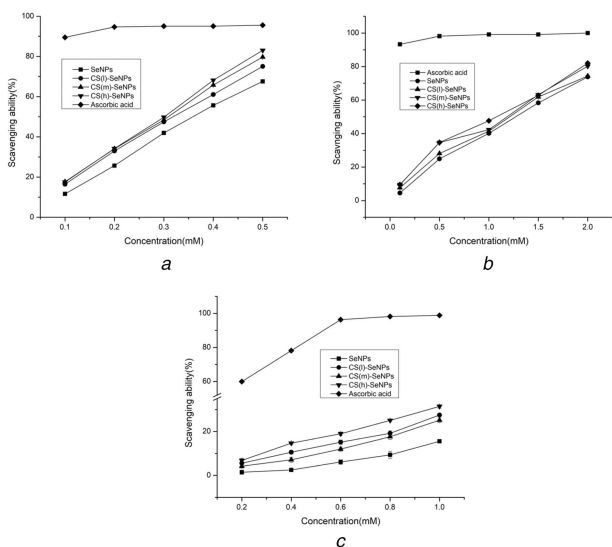 100
80
60
40
20
0
0.1
0.2
0.3
0.4
0.5
Scavenging ability(%)
Concentration(mM)
SeNPs
CS(l)-SeNPs
CS(m)-SeNPs
CS(h)-SeNPs
Ascorbic acid
a
100
80
60
40
20
0
0.0
0.5
1.0
1.5
2.0
Scavnging ability(%)
Concentration(mM)
Ascorbic acid
SeNPs
CS(l)-SeNPs
CS(m)-SeNPs
CS(h)-SeNPs
b
100
80
60
20
0
0.2
0.4
0.6
0.8
1.0
Scavenging ability(%)
Concentration(mM)
SeNPs
CS(l)-SeNPs
CS(m)-SeNPs
CS(h)-SeNPs
Ascorbic acid
c